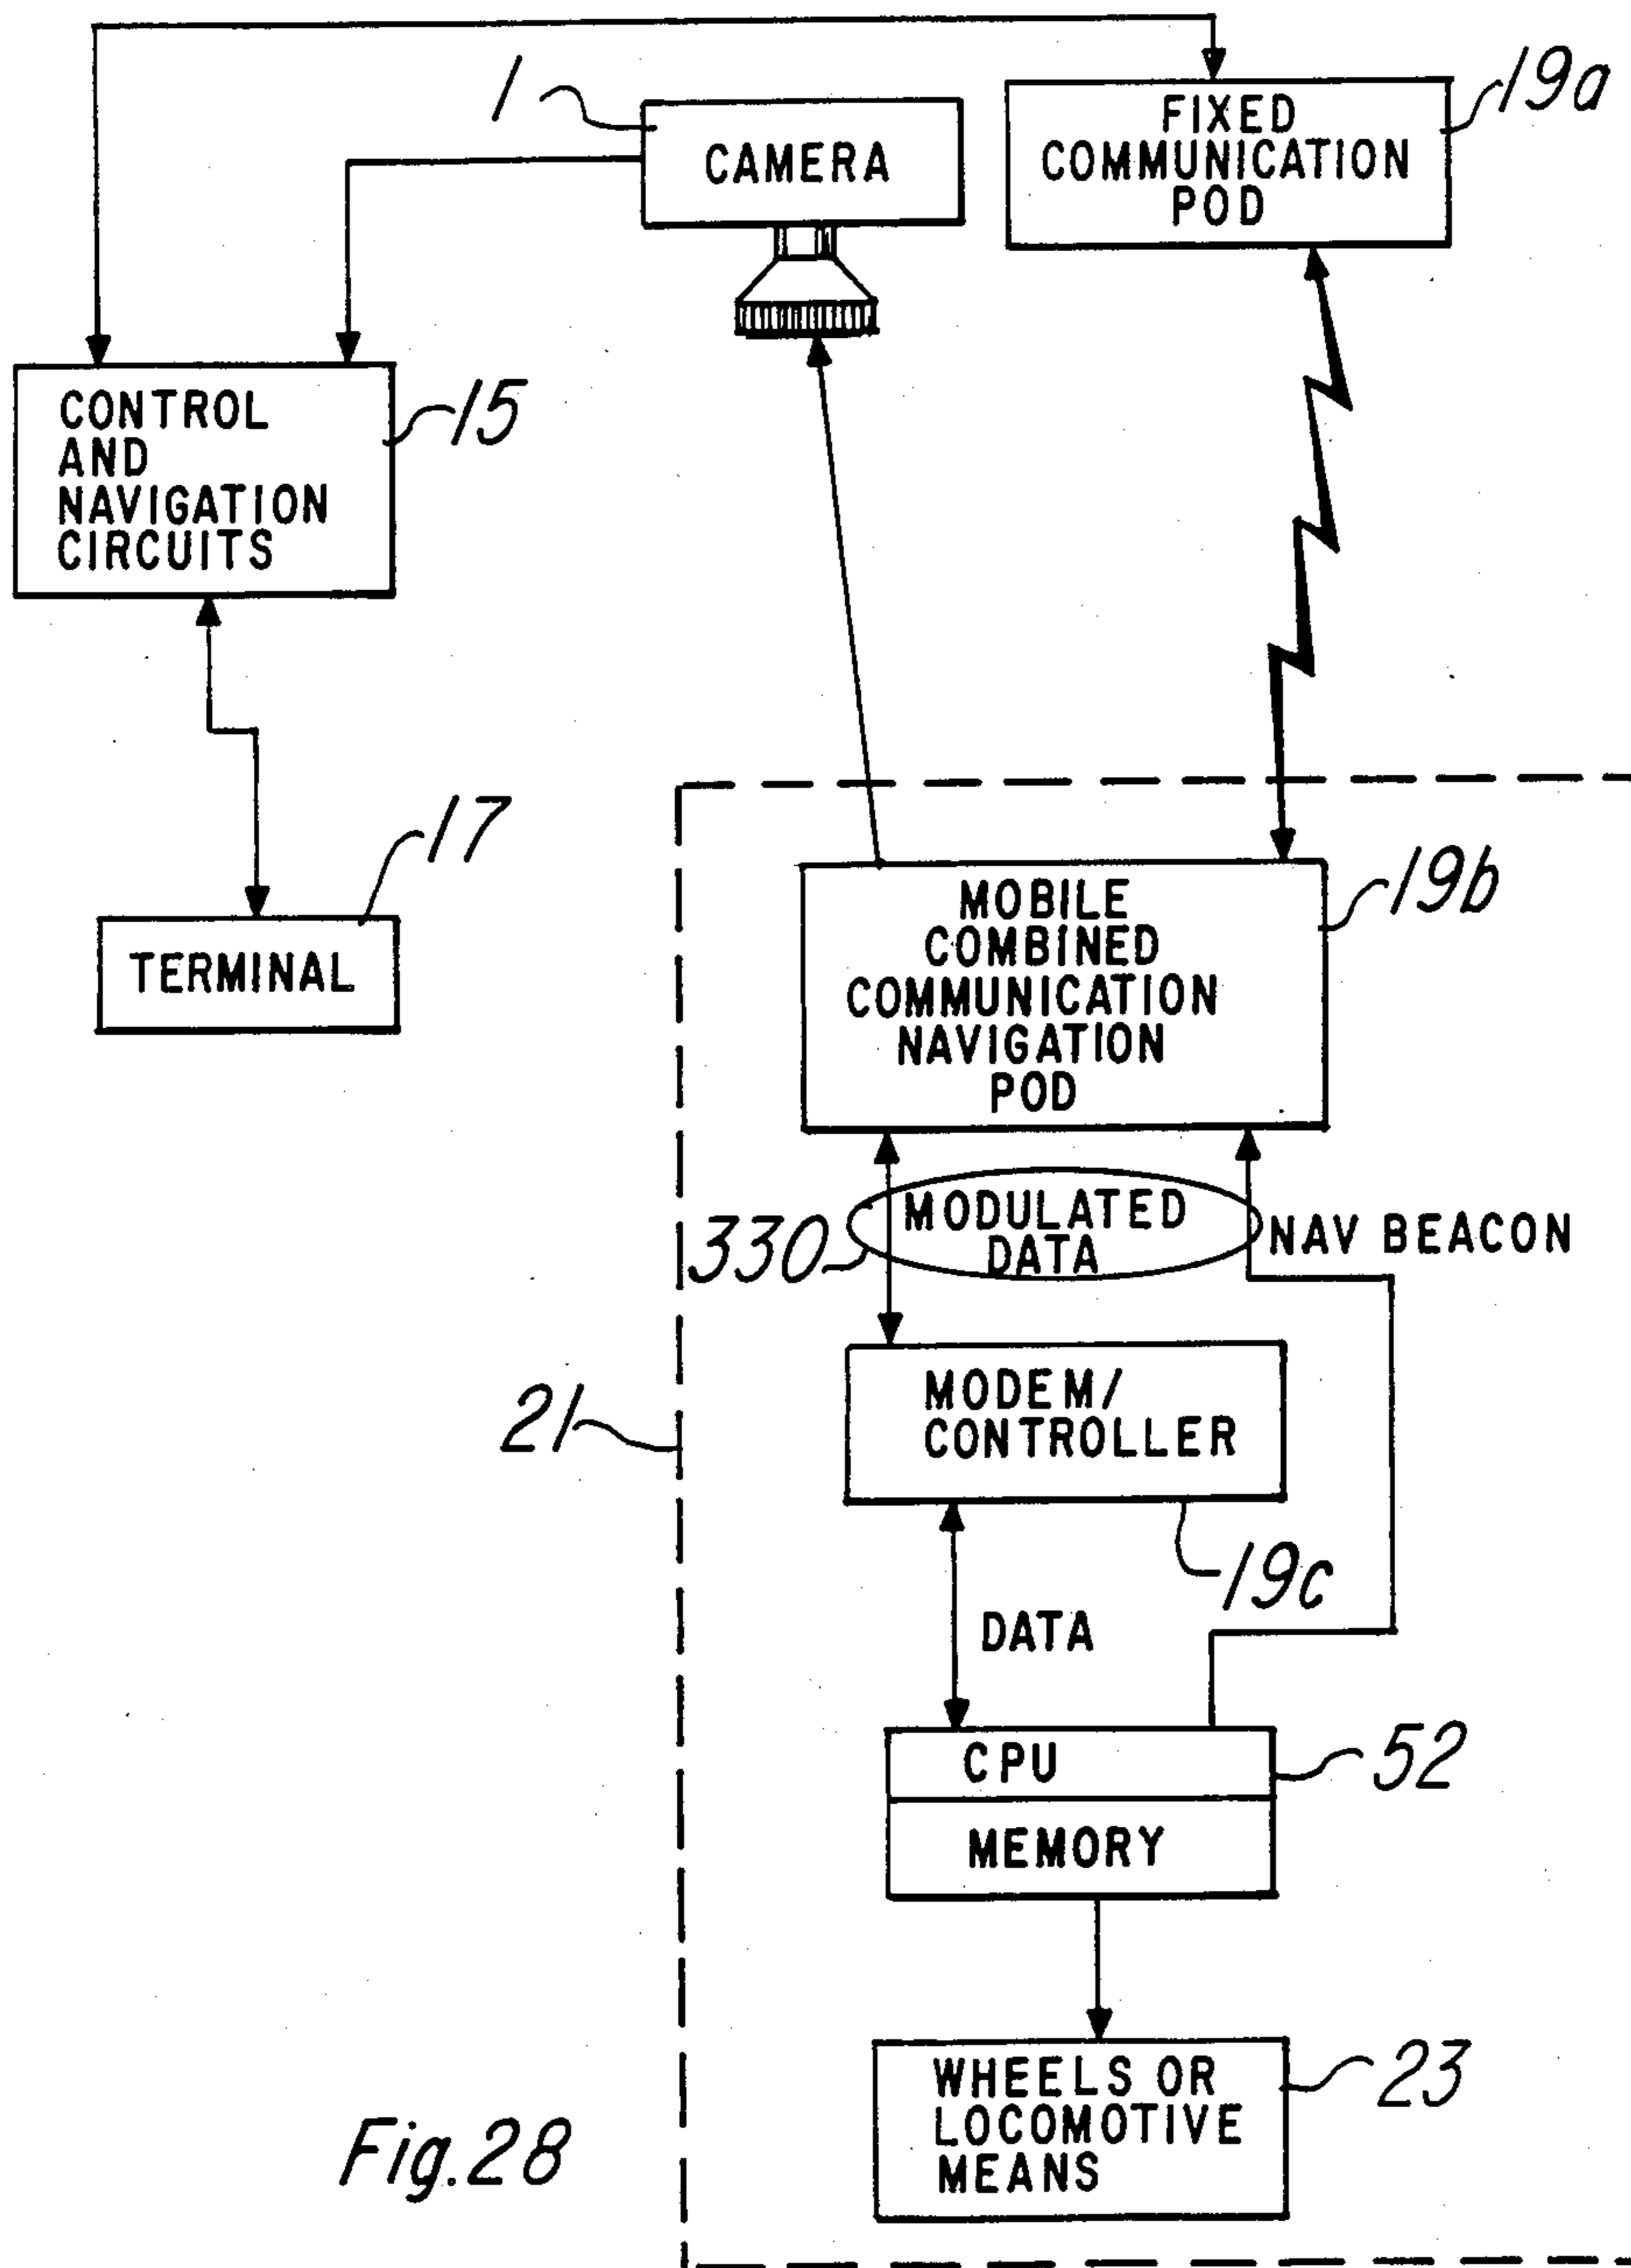 1
CAMERA
FIXED
COMMUNICATION
POD
19a
CONTROL
AND
NAVIGATION
CIRCUITS
15
17
TERMINAL
MOBILE
COMBINED
COMMUNICATION
NAVIGATION
POD
19b
330
MODULATED
DATA
NAV BEACON
21
MODEM/
CONTROLLER
19c
DATA
CPU
52
MEMORY
WHEELS OR
LOCOMOTIVE
MEANS
23
Fig.28